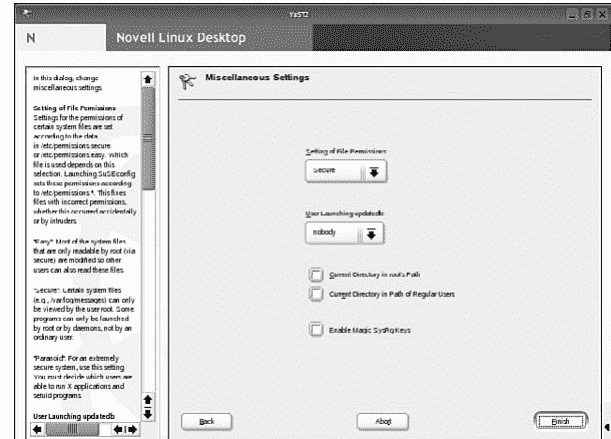 YaST2
N
Novell Linux Desktop
In this dialog, change
miscellaneous settings.
Setting of File Permissions
Settings for the permissions of
certain system files are set
according to the data
in /etc/permissions.secure
or /etc/permissions.easy. Which
file is used depends on this
selection. Launching SuSEconfig
sets these permissions according
to /etc/permissions.*. This fixes
files with incorrect permissions,
whether this occurred accidentally
or by intruders.
"Easy": Most of the system files
that are only readable by root (via
secure) are modified so other
users can also read these files.
"Secure": Certain system files
(e.g., /var/log/messages) can only
be viewed by the user root. Some
programs can only be launched
by root or by daemons, not by an
ordinary user.
"Paranoid": For an extremely
secure system, use this setting.
You must decide which users are
able to run X applications and
setuid programs.
User Launching updatedb
Miscellaneous Settings
Setting of File Permissions
Secure
User Launching updatedb
nobody
Current Directory in root's Path
Current Directory in Path of Regular Users
Enable Magic SysRq Keys
Back
Abort
Finish